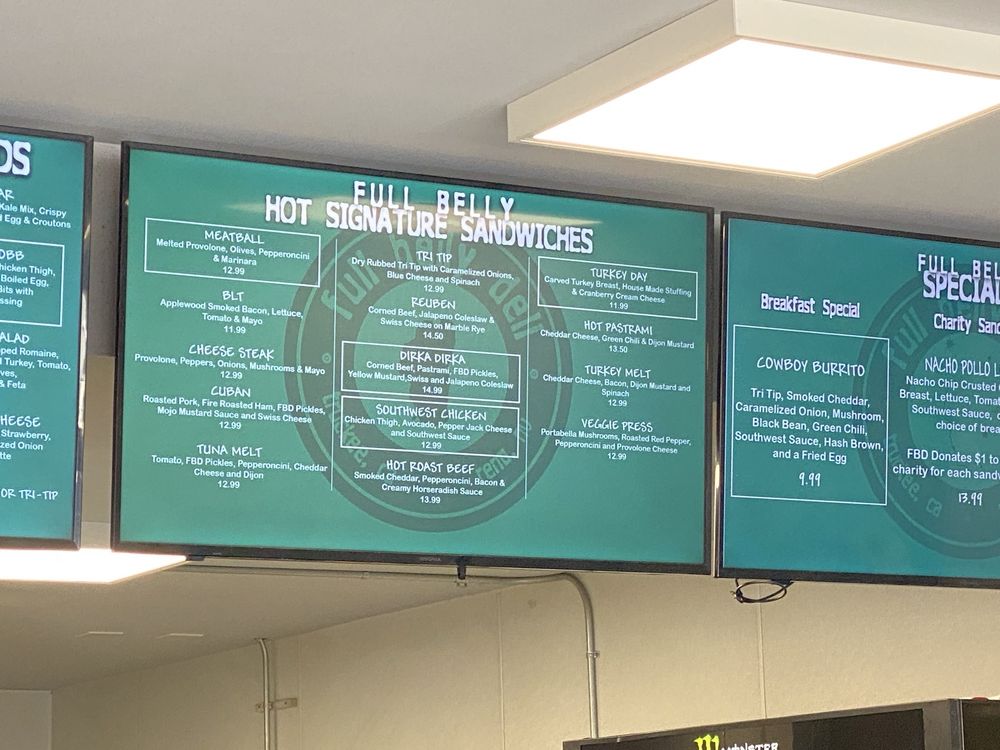 DS
AR
Kale Mix, Crispy
Egg & Croutons
OBB
hicken Thigh,
Boiled Egg,
Bits with
ssing
ALAD
ped Romaine,
Turkey, Tomato,
ves,
& Feta
HEESE
Strawberry,
zed Onion
tte
OR TRI-TIP
FULL BELLY
HOT SIGNATURE SANDWICHES
MEATBALL
Melted Provolone, Olives, Pepperoncini
& Marinara
12.99
BLT
Applewood Smoked Bacon, Lettuce,
Tomato & Mayo
11.99
CHEESE STEAK
Provolone, Peppers, Onions, Mushrooms & Mayo
12.99
CUBAN
Roasted Pork, Fire Roasted Ham, FBD Pickles,
Mojo Mustard Sauce and Swiss Cheese
12.99
TUNA MELT
Tomato, FBD Pickles, Pepperoncini, Cheddar
Cheese and Dijon
12.99
TRI TIP
Dry Rubbed Tri Tip with Caramelized Onions,
Blue Cheese and Spinach
12.99
REUBEN
Corned Beef, Jalapeno Coleslaw &
Swiss Cheese on Marble Rye
14.50
DIRKA DIRKA
Corned Beef, Pastrami, FBD Pickles,
Yellow Mustard,Swiss and Jalapeno Coleslaw
14.99
SOUTHWEST CHICKEN
Chicken Thigh, Avocado, Pepper Jack Cheese
and Southwest Sauce
12.99
HOT ROAST BEEF
Smoked Cheddar, Pepperoncini, Bacon &
Creamy Horseradish Sauce
13.99
TURKEY DAY
Carved Turkey Breast, House Made Stuffing
& Cranberry Cream Cheese
11.99
HOT PASTRAMI
Cheddar Cheese, Green Chili & Dijon Mustard
13.50
TURKEY MELT
Cheddar Cheese, Bacon, Dijon Mustard and
Spinach
12.99
VEGGIE PRESS
Portabella Mushrooms, Roasted Red Pepper,
Pepperoncini and Provolone Cheese
12.99
full belly deli
FULL BEL
SPECIA
Breakfast Special
COWBOY BURRITO
Tri Tip, Smoked Cheddar,
Caramelized Onion, Mushroom,
Black Bean, Green Chili,
Southwest Sauce, Hash Brown,
and a Fried Egg
9.99
Charity Sand
NACHO POLLO L
Nacho Chip Crusted
Breast, Lettuce, Tomat
Southwest Sauce,
choice of brea
FBD Donates $1 to
charity for each sandw
13.99
MONSTER